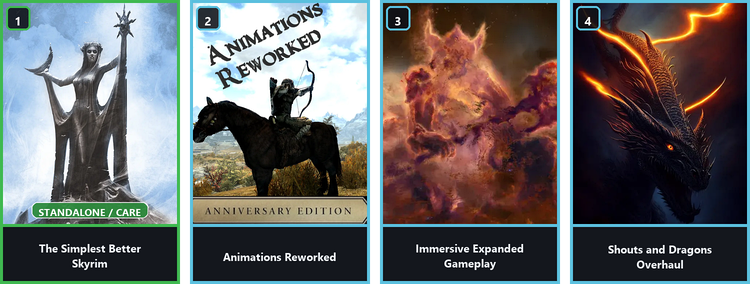 1
STANDALONE / CARE
The Simplest Better
Skyrim
2
ANIMATIONS
REWORKED
ANNIVERSARY EDITION
Animations Reworked
3
Immersive Expanded
Gameplay
4
Shouts and Dragons
Overhaul